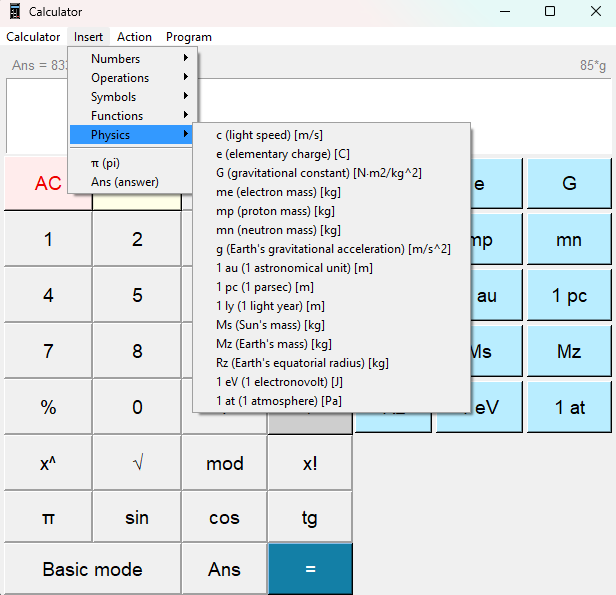 Calculator
Calculator Insert Action Program
Ans = 833
85*g
Numbers
Operations
Symbols
Functions
Physics
π (pi)
Ans (answer)
c (light speed) [m/s]
e (elementary charge) [C]
G (gravitational constant) [N·m2/kg^2]
me (electron mass) [kg]
mp (proton mass) [kg]
mn (neutron mass) [kg]
g (Earth's gravitational acceleration) [m/s^2]
1 au (1 astronomical unit) [m]
1 pc (1 parsec) [m]
1 ly (1 light year) [m]
Ms (Sun's mass) [kg]
Mz (Earth's mass) [kg]
Rz (Earth's equatorial radius) [kg]
1 eV (1 electronovolt) [J]
1 at (1 atmosphere) [Pa]
AC e G
1 2 mp mn
4 5 au 1 pc
7 8 Ms Mz
% 0 eV 1 at
x^ √ mod x!
π sin cos tg
Basic mode Ans =